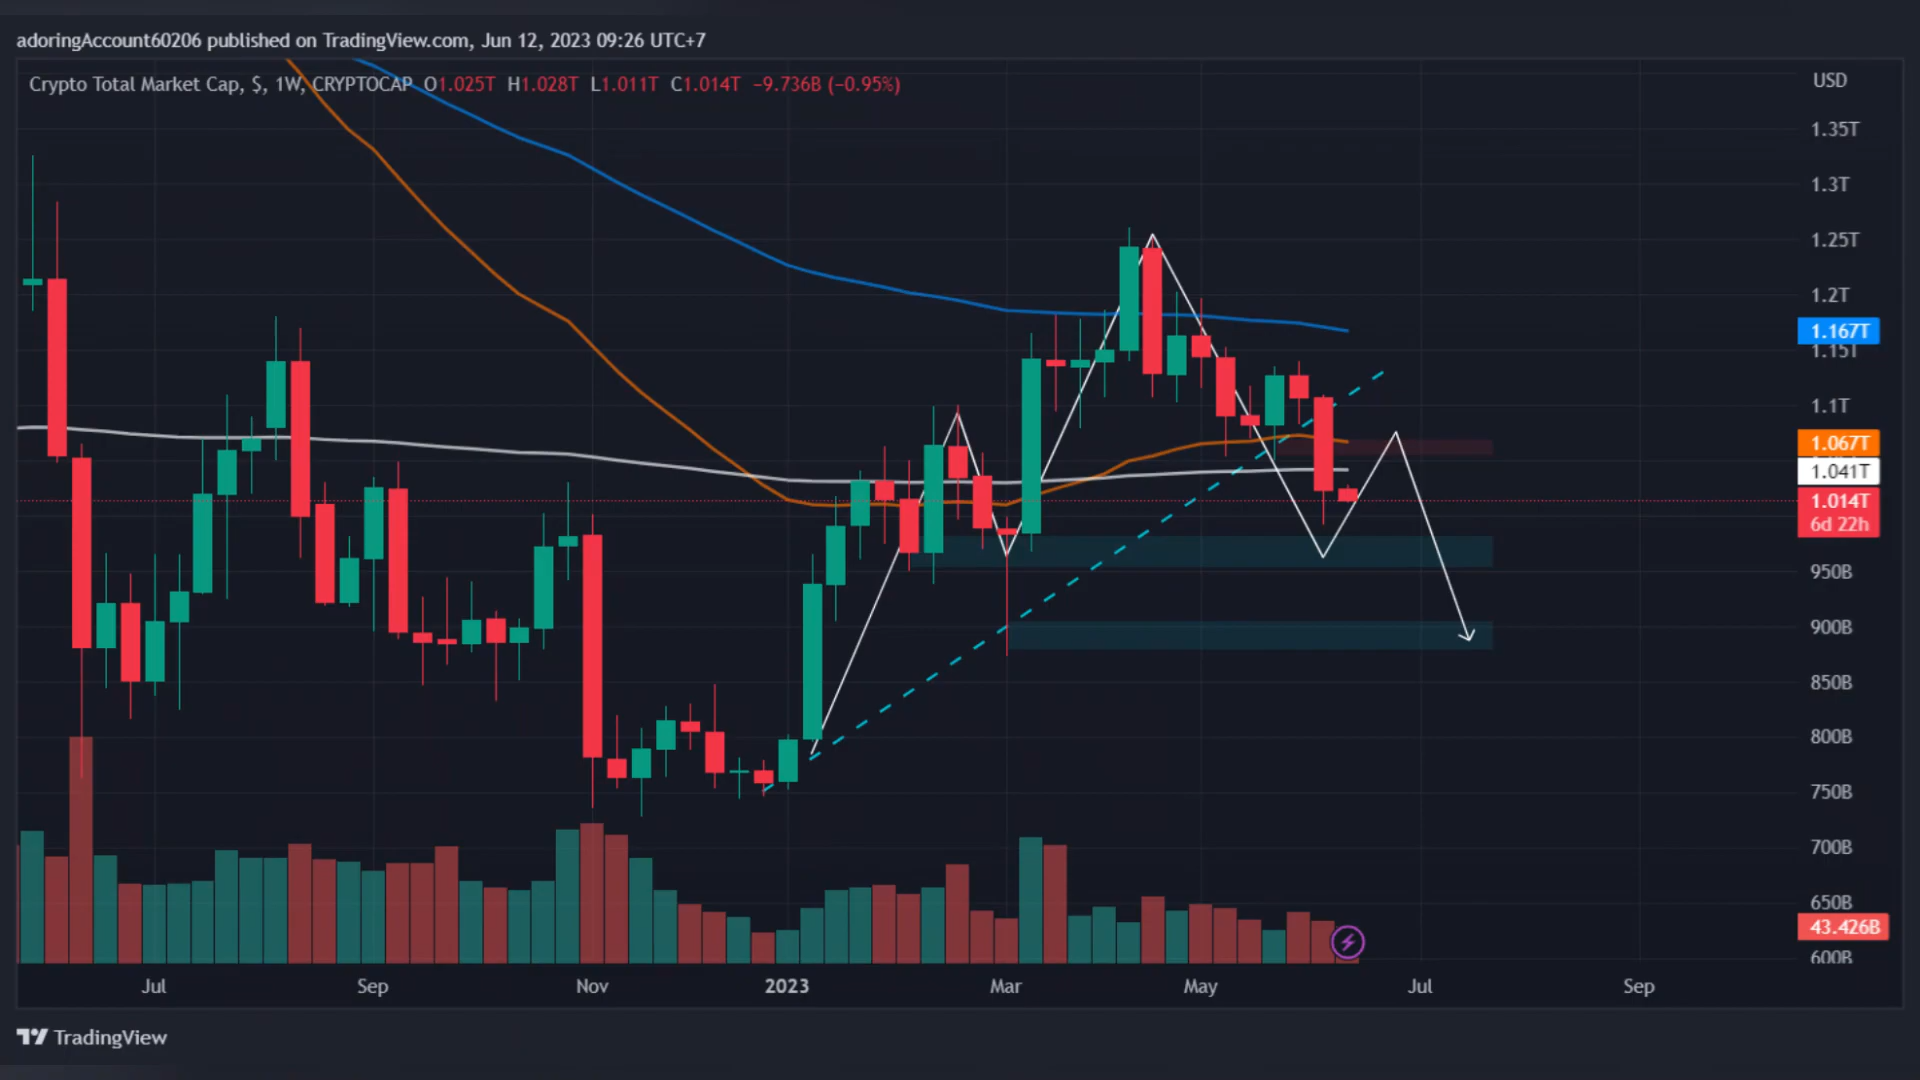 adoringAccount60206 published on TradingView.com, Jun 12, 2023 09:26 UTC+7
Crypto Total Market Cap, $, 1W, CRYPTOCAP O1.025T H1.028T L1.011T C1.014T −9.736B (−0.95%)
USD
1.35T
1.3T
1.25T
1.2T
1.167T
1.15T
1.1T
1.067T
1.041T
1.014T
6d 22h
950B
900B
850B
800B
750B
700B
650B
43.426B
600B
Jul Sep Nov 2023 Mar May Jul Sep
TradingView